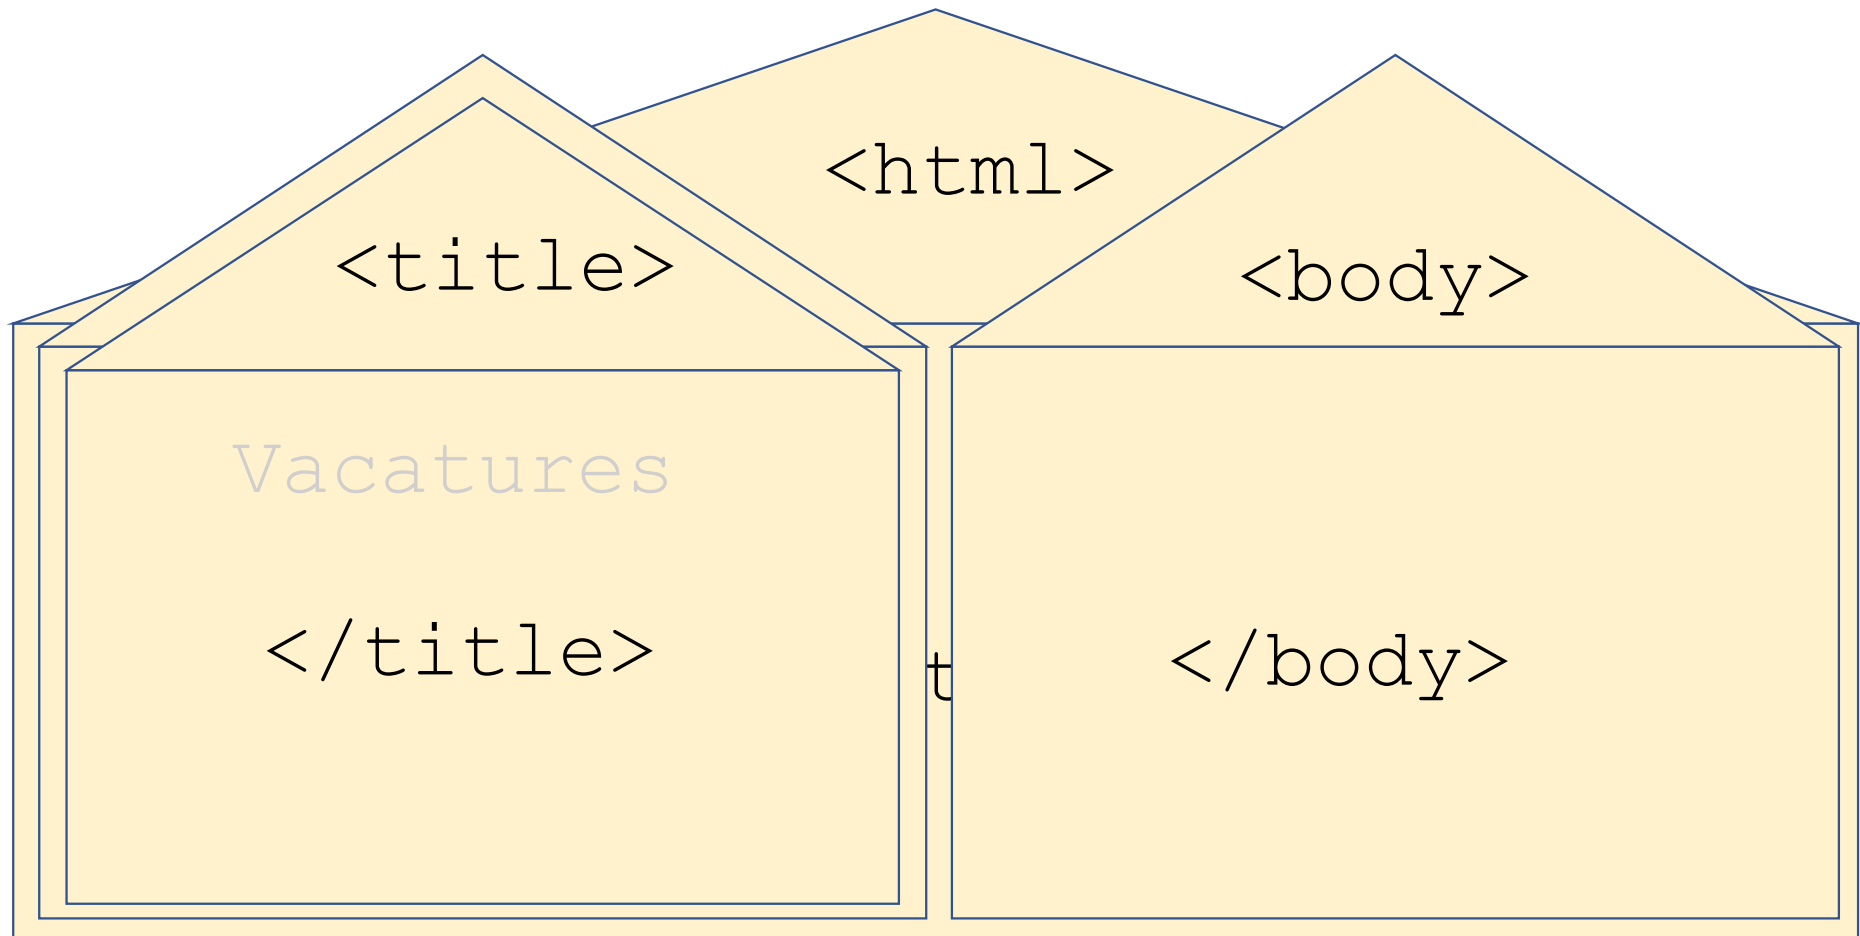 <html>
<title>
<body>
Vacatures
</title>
t
</body>